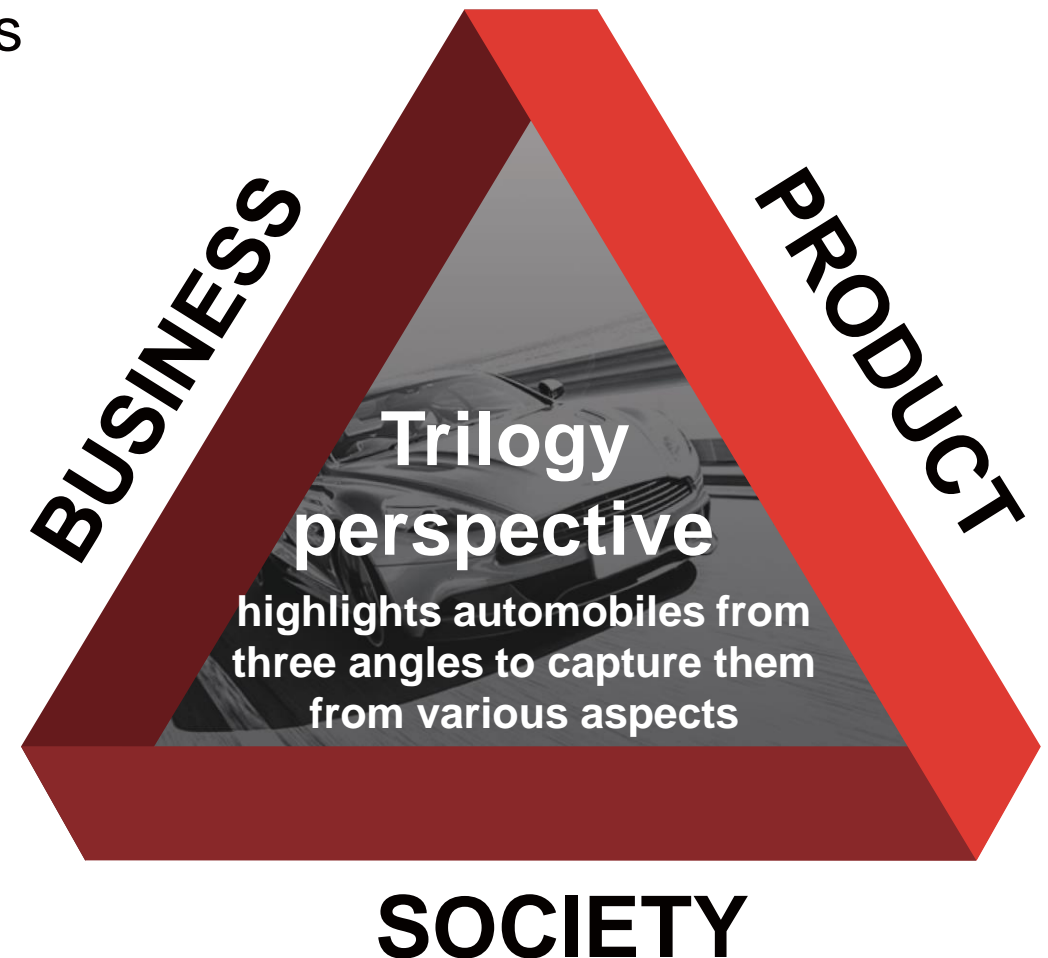 s
BUSINESS
PRODUCT
Trilogy
perspective
highlights automobiles from
three angles to capture them
from various aspects
SOCIETY